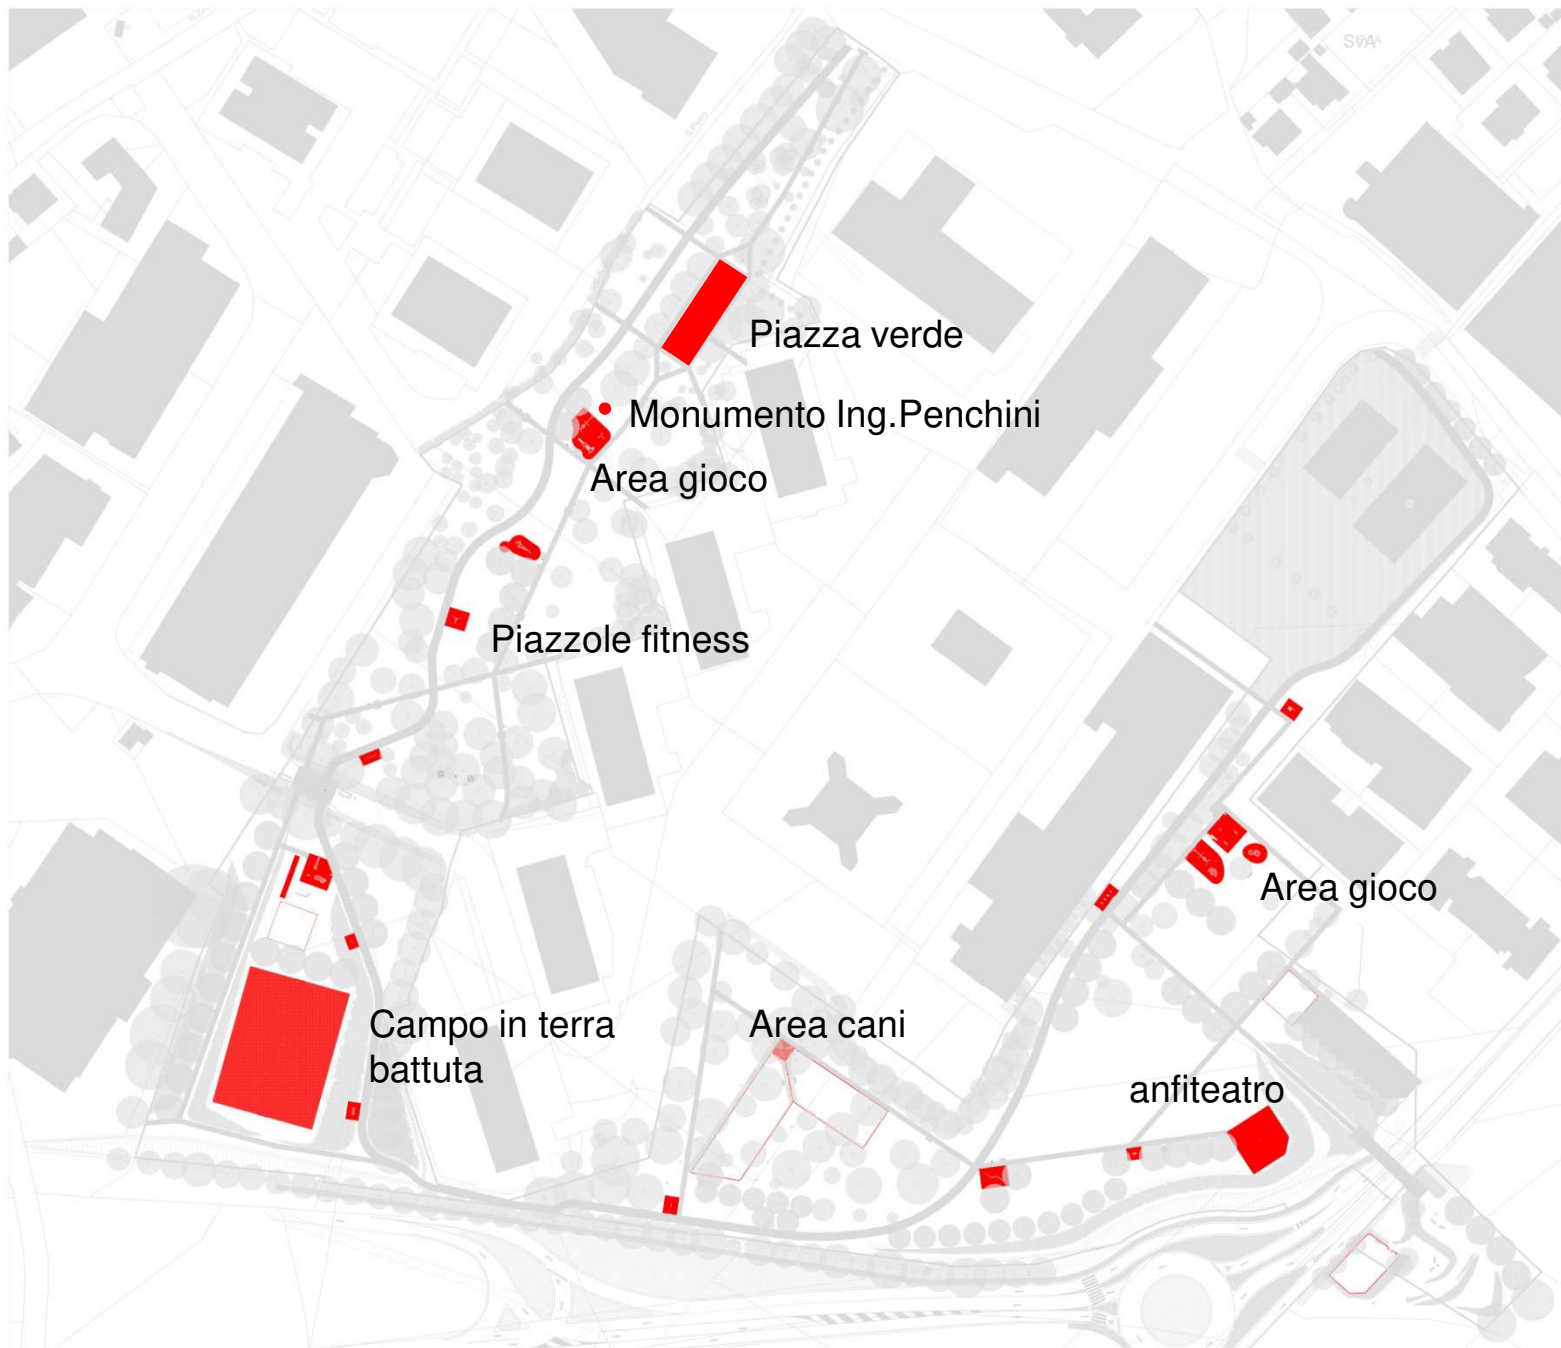 Piazza verde
Monumento Ing.Penchini
Area gioco
Piazzole fitness
Area gioco
Campo in terra
battuta
Area cani
anfiteatro